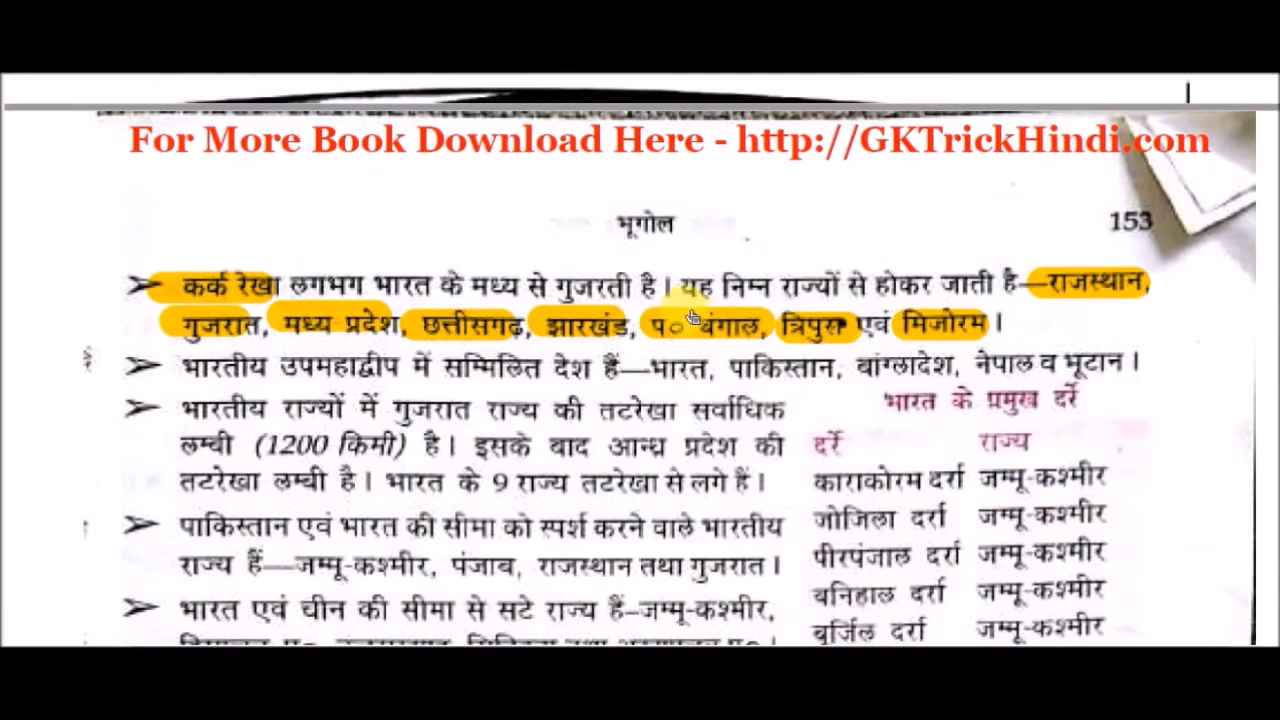 For More Book Download Here - http://GKTrickHindi.com
भूगोल
153
➢ कर्क रेखा लगभग भारत के मध्य से गुजरती है। यह निम्न राज्यों से होकर जाती है—राजस्थान,
गुजरात, मध्य प्रदेश, छत्तीसगढ़, झारखंड, प० बंगाल, त्रिपुरा एवं मिजोरम।
➢ भारतीय उपमहाद्वीप में सम्मिलित देश हैं—भारत, पाकिस्तान, बांग्लादेश, नेपाल व भूटान।
➢ भारतीय राज्यों में गुजरात राज्य की तटरेखा सर्वाधिक
लम्बी (1200 किमी) है। इसके बाद आन्ध्र प्रदेश की
तटरेखा लम्बी है। भारत के 9 राज्य तटरेखा से लगे हैं।
➢ पाकिस्तान एवं भारत की सीमा को स्पर्श करने वाले भारतीय
राज्य हैं—जम्मू-कश्मीर, पंजाब, राजस्थान तथा गुजरात।
➢ भारत एवं चीन की सीमा से सटे राज्य हैं–जम्मू-कश्मीर,
भारत के प्रमुख दर्रे
दर्रे राज्य
काराकोरम दर्रा जम्मू-कश्मीर
जोजिला दर्रा जम्मू-कश्मीर
पीरपंजाल दर्रा जम्मू-कश्मीर
बनिहाल दर्रा जम्मू-कश्मीर
बुर्जिल दर्रा जम्मू-कश्मीर